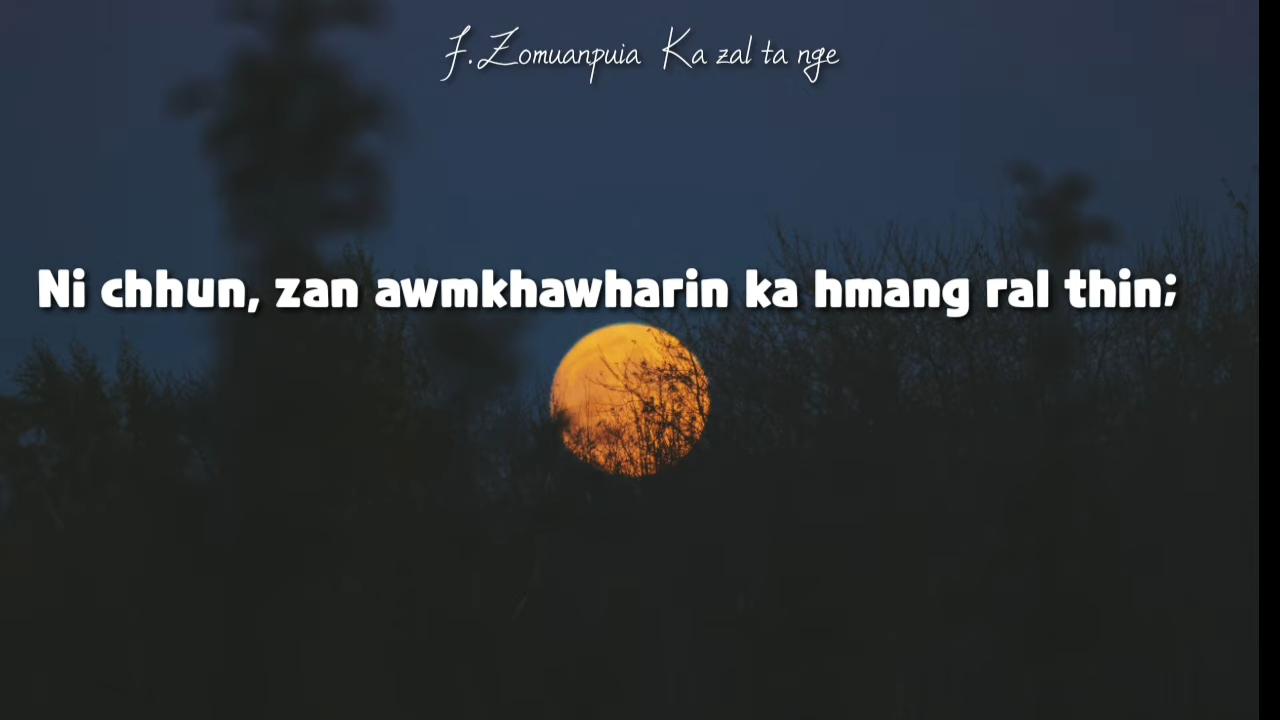 F.Zomuanpuia Ka zal ta nge
Ni chhun, zan awmkhawharin ka hmang ral thin;